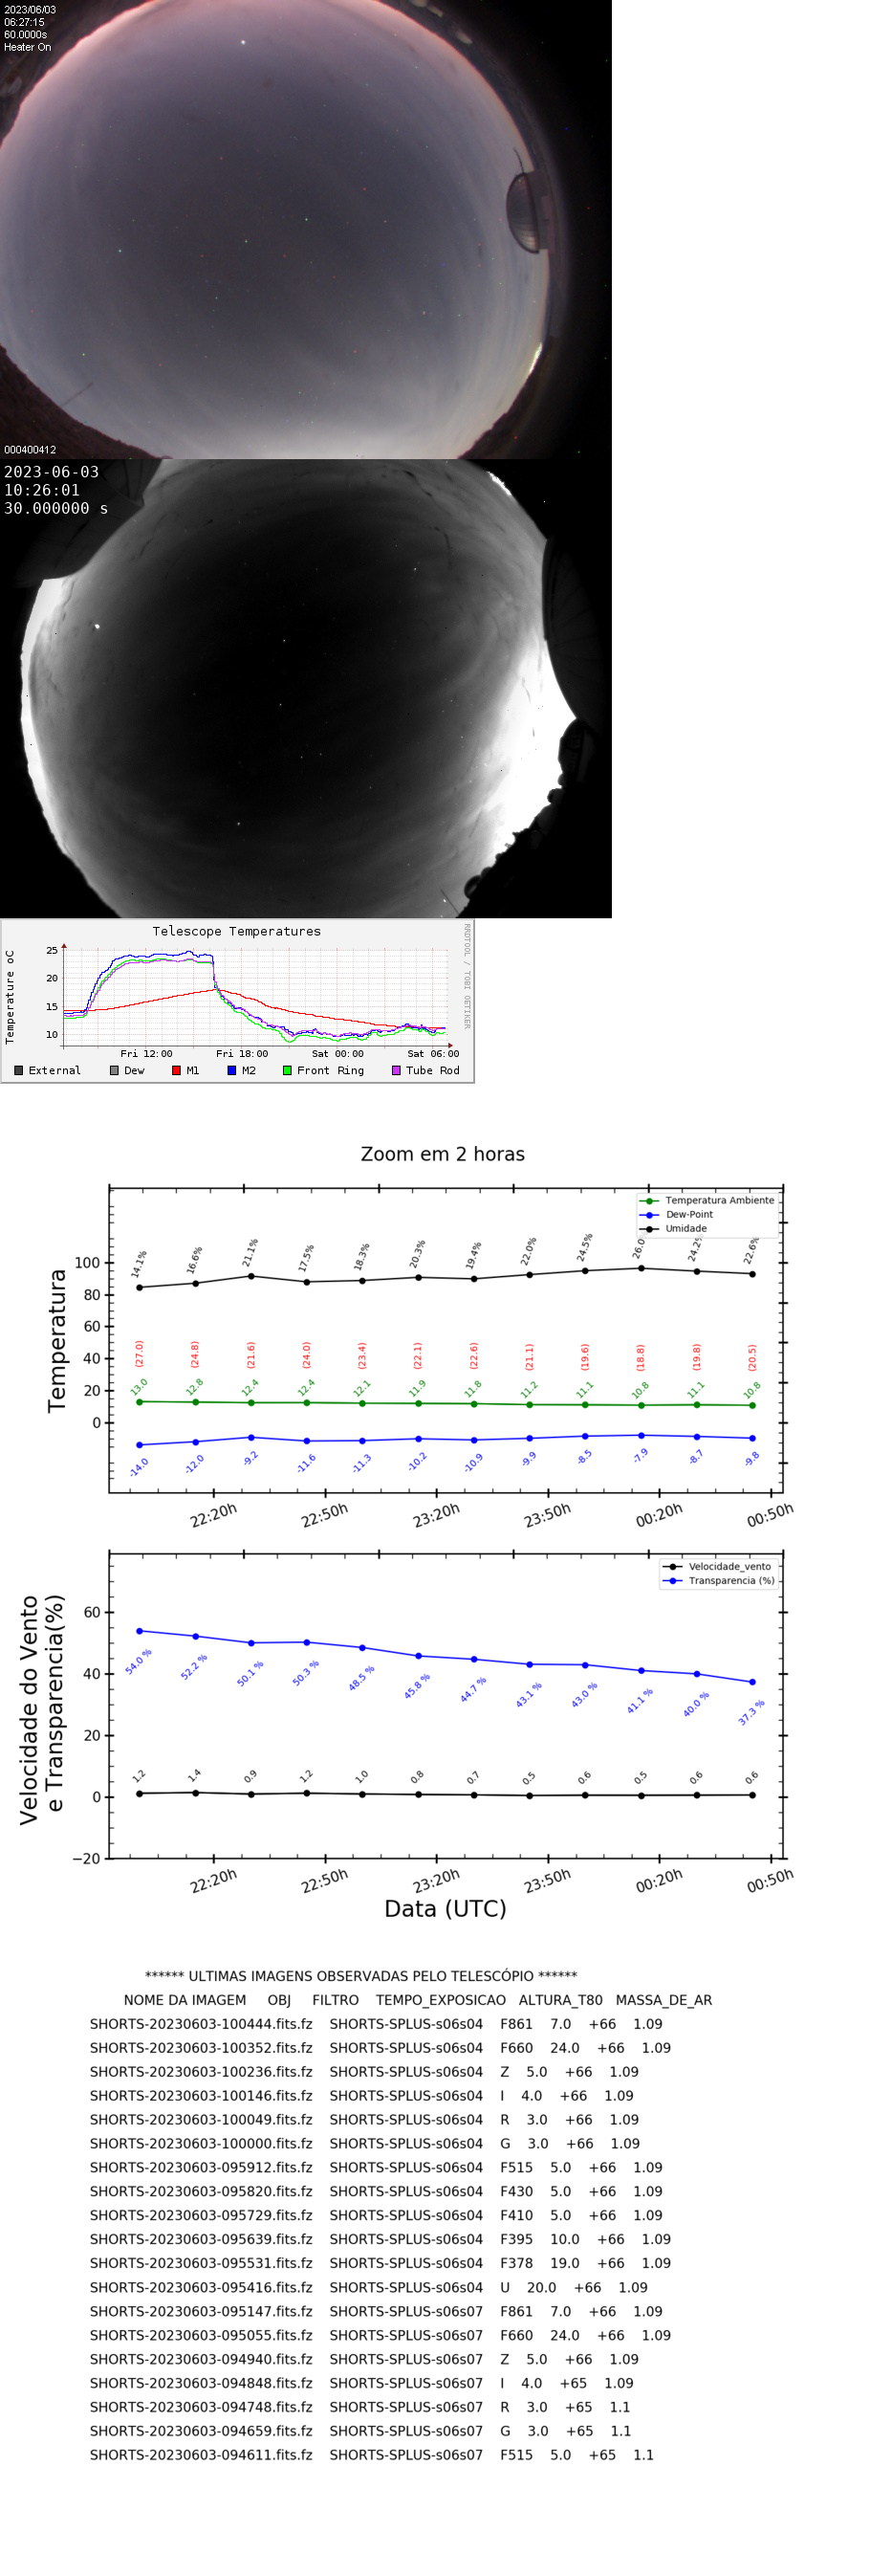 2023/06/03
06:27:15
60.0000s
Heater On
000400412
2023-06-03
10:26:01
30.000000 s
Telescope Temperatures
RRDTOOL / TOBI OETIKER
Temperature oC
25
20
15
10
Fri 12:00 Fri 18:00 Sat 00:00 Sat 06:00
External Dew M1 M2 Front Ring Tube Rod
Zoom em 2 horas
Temperatura Ambiente
Dew-Point
Umidade
Temperatura
100
80
60
40
20
0
14.1% 16.6% 21.1% 17.5% 18.3% 20.3% 19.4% 22.0% 24.5% 26.0 24.2% 22.6%
(27.0) (24.8) (21.6) (24.0) (23.4) (22.1) (22.6) (21.1) (19.6) (18.8) (19.8) (20.5)
13.0 12.8 12.4 12.4 12.1 11.9 11.8 11.2 11.1 10.8 11.1 10.8
-14.0 -12.0 -9.2 -11.6 -11.3 -10.2 -10.9 -9.9 -8.5 -7.9 -8.7 -9.8
22:20h 22:50h 23:20h 23:50h 00:20h 00:50h
Velocidade_vento
Transparencia (%)
Velocidade do Vento
e Transparencia(%)
60
40
20
0
−20
54.0 % 52.2 % 50.1 % 50.3 % 48.5 % 45.8 % 44.7 % 43.1 % 43.0 % 41.1 % 40.0 % 37.3 %
1.2 1.4 0.9 1.2 1.0 0.8 0.7 0.5 0.6 0.5 0.6 0.6
22:20h 22:50h 23:20h 23:50h 00:20h 00:50h
Data (UTC)
****** ULTIMAS IMAGENS OBSERVADAS PELO TELESCÓPIO ******
NOME DA IMAGEM OBJ FILTRO TEMPO_EXPOSICAO ALTURA_T80 MASSA_DE_AR
SHORTS-20230603-100444.fits.fz SHORTS-SPLUS-s06s04 F861 7.0 +66 1.09
SHORTS-20230603-100352.fits.fz SHORTS-SPLUS-s06s04 F660 24.0 +66 1.09
SHORTS-20230603-100236.fits.fz SHORTS-SPLUS-s06s04 Z 5.0 +66 1.09
SHORTS-20230603-100146.fits.fz SHORTS-SPLUS-s06s04 I 4.0 +66 1.09
SHORTS-20230603-100049.fits.fz SHORTS-SPLUS-s06s04 R 3.0 +66 1.09
SHORTS-20230603-100000.fits.fz SHORTS-SPLUS-s06s04 G 3.0 +66 1.09
SHORTS-20230603-095912.fits.fz SHORTS-SPLUS-s06s04 F515 5.0 +66 1.09
SHORTS-20230603-095820.fits.fz SHORTS-SPLUS-s06s04 F430 5.0 +66 1.09
SHORTS-20230603-095729.fits.fz SHORTS-SPLUS-s06s04 F410 5.0 +66 1.09
SHORTS-20230603-095639.fits.fz SHORTS-SPLUS-s06s04 F395 10.0 +66 1.09
SHORTS-20230603-095531.fits.fz SHORTS-SPLUS-s06s04 F378 19.0 +66 1.09
SHORTS-20230603-095416.fits.fz SHORTS-SPLUS-s06s04 U 20.0 +66 1.09
SHORTS-20230603-095147.fits.fz SHORTS-SPLUS-s06s07 F861 7.0 +66 1.09
SHORTS-20230603-095055.fits.fz SHORTS-SPLUS-s06s07 F660 24.0 +66 1.09
SHORTS-20230603-094940.fits.fz SHORTS-SPLUS-s06s07 Z 5.0 +66 1.09
SHORTS-20230603-094848.fits.fz SHORTS-SPLUS-s06s07 I 4.0 +65 1.09
SHORTS-20230603-094748.fits.fz SHORTS-SPLUS-s06s07 R 3.0 +65 1.1
SHORTS-20230603-094659.fits.fz SHORTS-SPLUS-s06s07 G 3.0 +65 1.1
SHORTS-20230603-094611.fits.fz SHORTS-SPLUS-s06s07 F515 5.0 +65 1.1